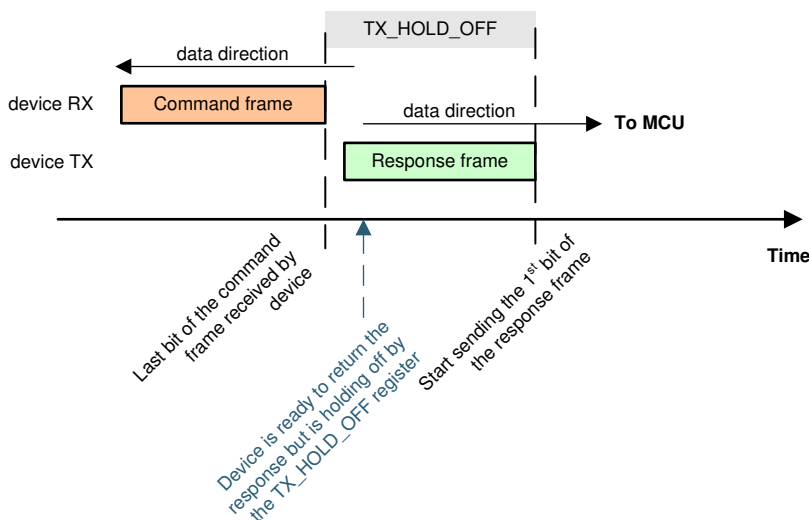 TX_HOLD_OFF
data direction
device RX
Command frame
data direction
To MCU
device TX
Response frame
Time
Last bit of the command
frame received by
device
Device is ready to return the
response but is holding off by
the TX_HOLD_OFF register
Start sending the 1st bit of
the response frame